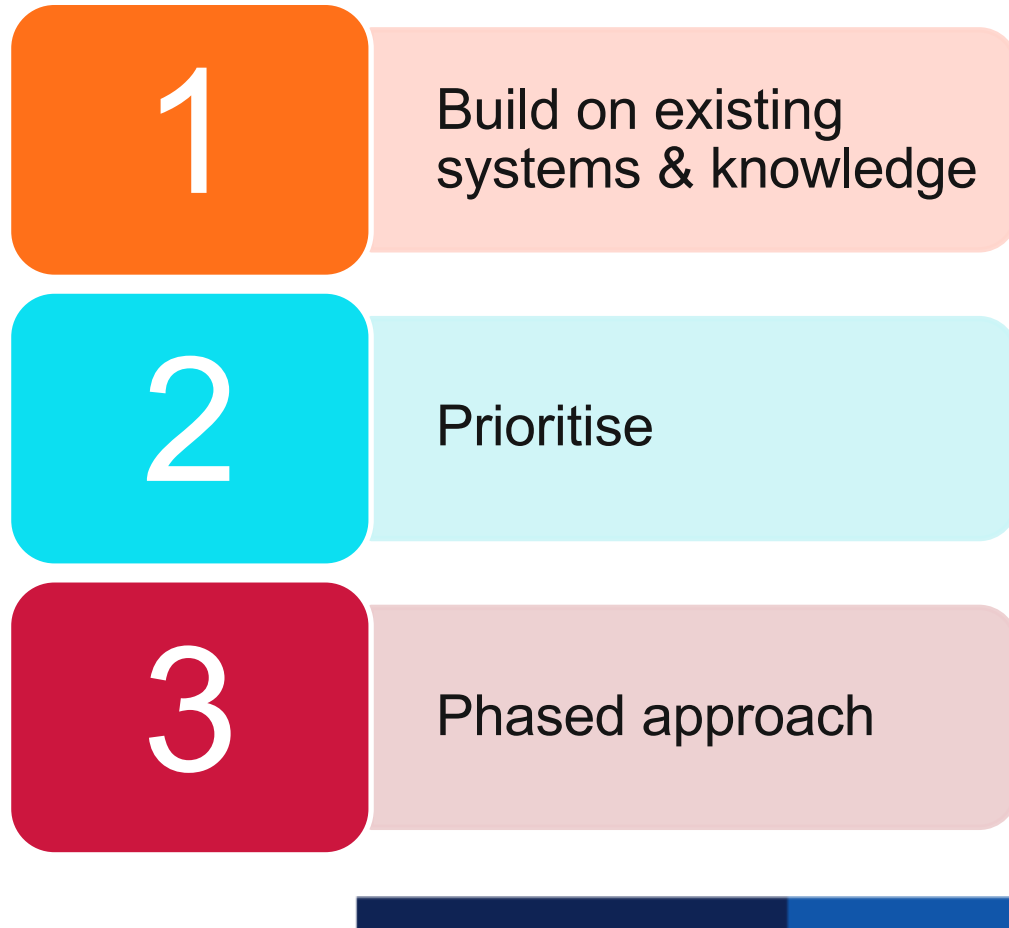 1
Build on existing
systems & knowledge
2
Prioritise
3
Phased approach